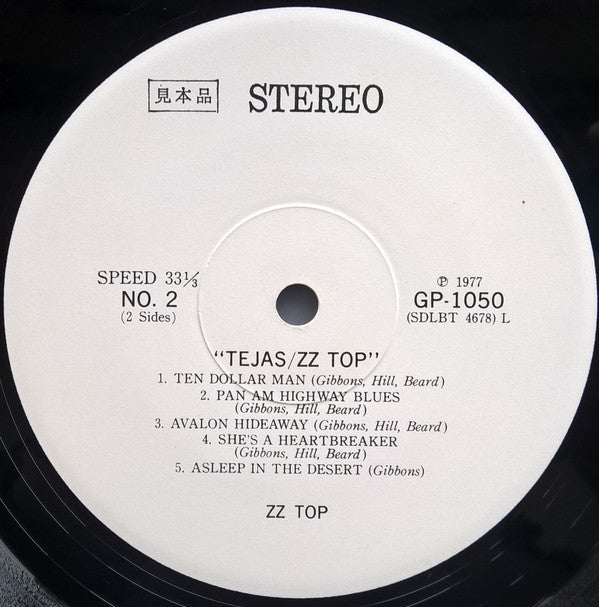 見本品 STEREO
SPEED 33⅓
NO. 2
(2 Sides)
℗ 1977
GP-1050
(SDLBT 4678) L
"TEJAS/ZZ TOP"
1. TEN DOLLAR MAN (Gibbons, Hill, Beard)
2. PAN AM HIGHWAY BLUES
(Gibbons, Hill, Beard)
3. AVALON HIDEAWAY (Gibbons, Hill, Beard)
4. SHE'S A HEARTBREAKER
(Gibbons, Hill, Beard)
5. ASLEEP IN THE DESERT (Gibbons)
ZZ TOP